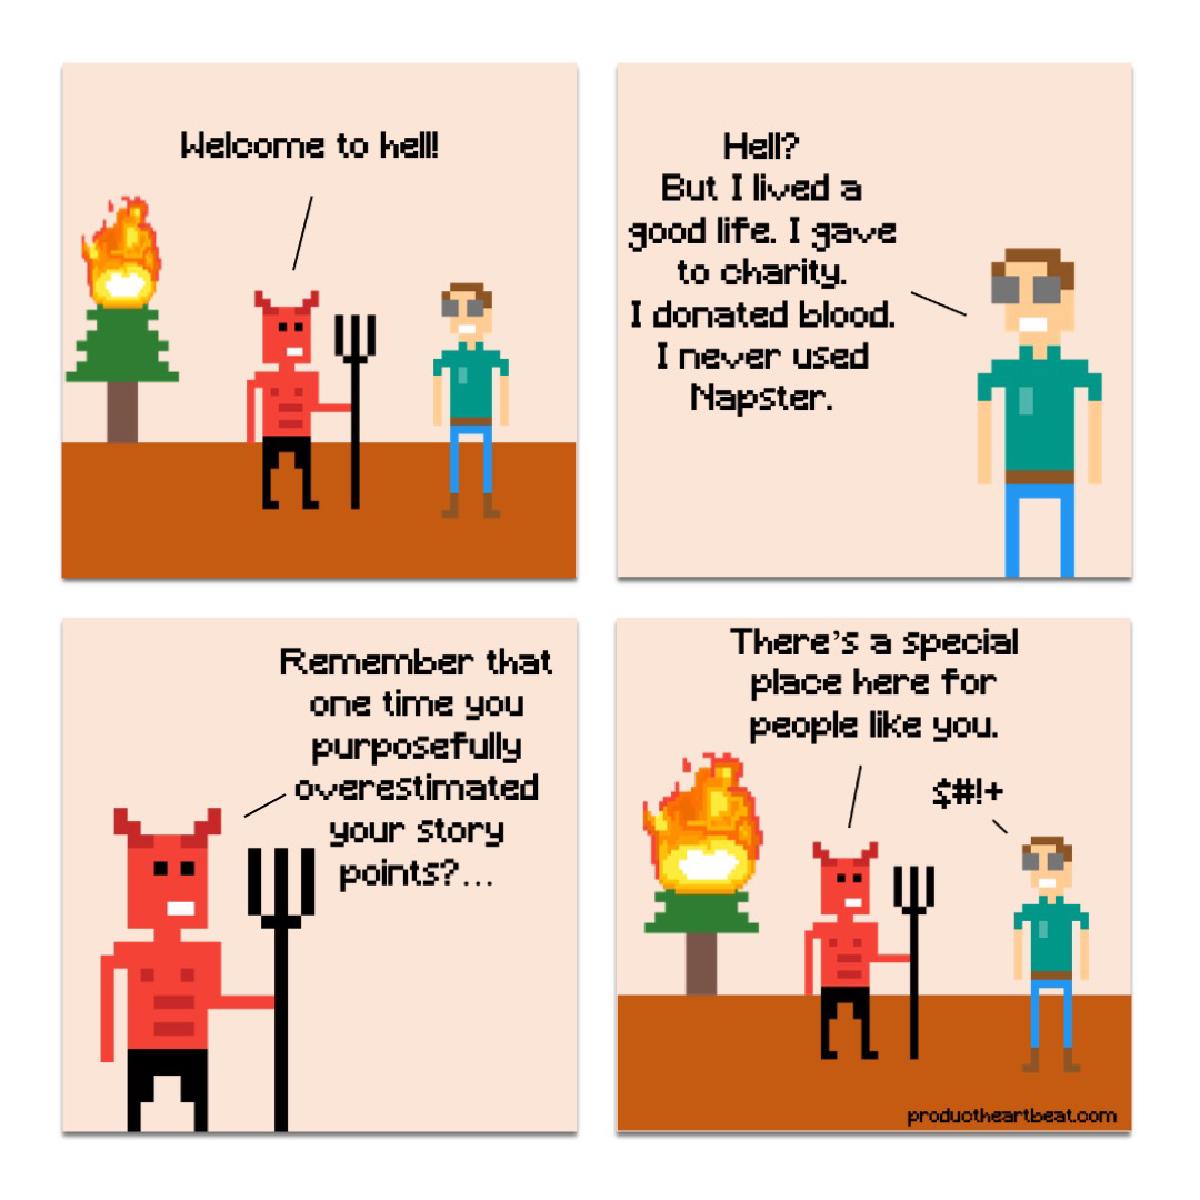 Welcome to hell!
Hell?
But I lived a
good life. I gave
to charity.
I donated blood.
I never used
Napster.
Remember that
one time you
purposefully
overestimated
your story
points?...
There's a special
place here for
people like you.
$#!+
productheartbeat.com